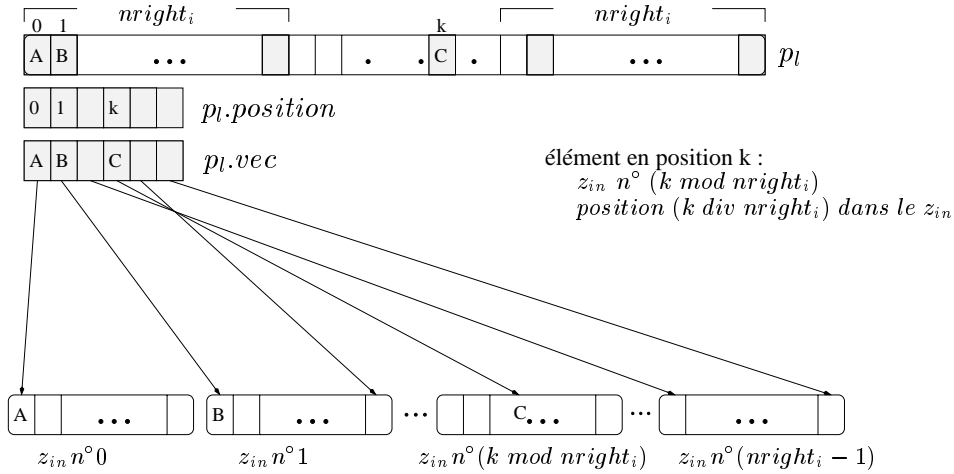 nright_i nright_i
0 1 k
A B ... . . C . ... p_l
0 1 k p_l.position
A B C p_l.vec
élément en position k :
z_in n° (k mod nright_i)
position (k div nright_i) dans le z_in
A ... B ... ... C... ... ...
z_in n°0 z_in n°1 z_in n°(k mod nright_i) z_in n°(nright_i − 1)